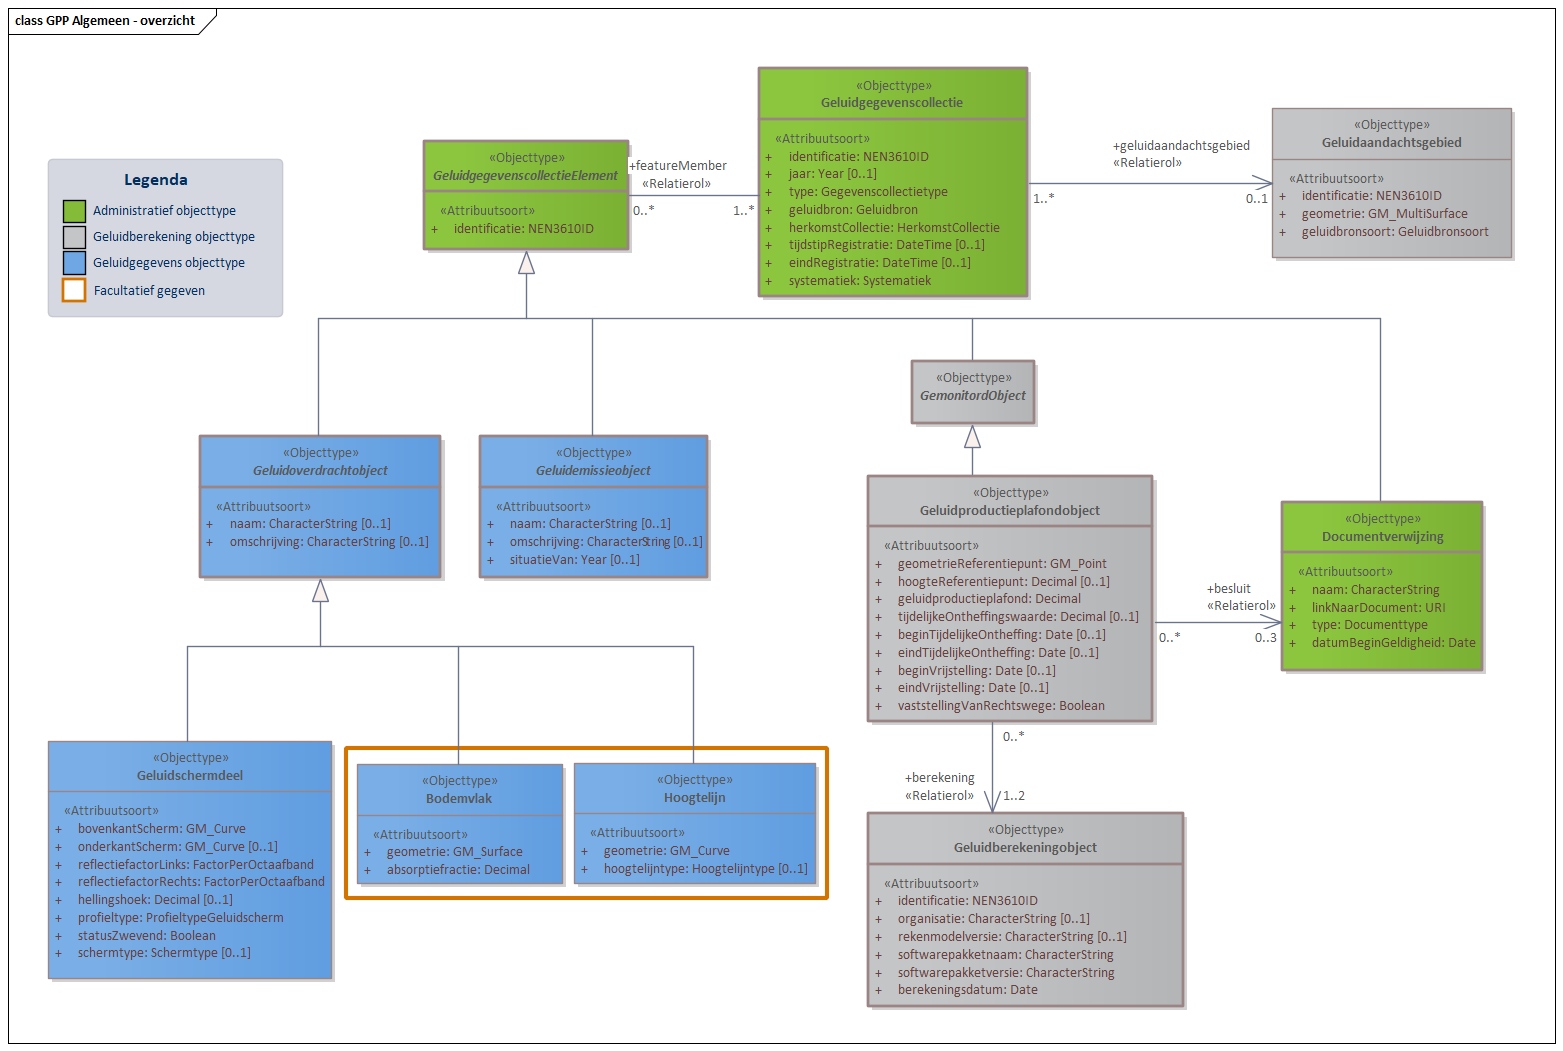 class GPP Algemeen - overzicht
Legenda
Administratief objecttype
Geluidberekening objecttype
Geluidgegevens objecttype
Facultatief gegeven
«Objecttype»
GeluidgegevenscollectieElement
«Attribuutsoort»
+ identificatie: NEN3610ID
+featureMember
«Relatierol»
0..*
1..*
«Objecttype»
Geluidgegevenscollectie
«Attribuutsoort»
+ identificatie: NEN3610ID
+ jaar: Year [0..1]
+ type: Gegevenscollectietype
+ geluidbron: Geluidbron
+ herkomstCollectie: HerkomstCollectie
+ tijdstipRegistratie: DateTime [0..1]
+ eindRegistratie: DateTime [0..1]
+ systematiek: Systematiek
+geluidaandachtsgebied
«Relatierol»
1..*
0..1
«Objecttype»
Geluidaandachtsgebied
«Attribuutsoort»
+ identificatie: NEN3610ID
+ geometrie: GM_MultiSurface
+ geluidbronsoort: Geluidbronsoort
«Objecttype»
GemonitordObject
«Objecttype»
Geluidoverdrachtobject
«Attribuutsoort»
+ naam: CharacterString [0..1]
+ omschrijving: CharacterString [0..1]
«Objecttype»
Geluidemissieobject
«Attribuutsoort»
+ naam: CharacterString [0..1]
+ omschrijving: CharacterString [0..1]
+ situatieVan: Year [0..1]
«Objecttype»
Geluidproductieplafondobject
«Attribuutsoort»
+ geometrieReferentiepunt: GM_Point
+ hoogteReferentiepunt: Decimal [0..1]
+ geluidproductieplafond: Decimal
+ tijdelijkeOntheffingswaarde: Decimal [0..1]
+ beginTijdelijkeOntheffing: Date [0..1]
+ eindTijdelijkeOntheffing: Date [0..1]
+ beginVrijstelling: Date [0..1]
+ eindVrijstelling: Date [0..1]
+ vaststellingVanRechtswege: Boolean
+besluit
«Relatierol»
0..*
0..3
«Objecttype»
Documentverwijzing
«Attribuutsoort»
+ naam: CharacterString
+ linkNaarDocument: URI
+ type: Documenttype
+ datumBeginGeldigheid: Date
«Objecttype»
Geluidschermdeel
«Attribuutsoort»
+ bovenkantScherm: GM_Curve
+ onderkantScherm: GM_Curve [0..1]
+ reflectiefactorLinks: FactorPerOctaafband
+ reflectiefactorRechts: FactorPerOctaafband
+ hellingshoek: Decimal [0..1]
+ profieltype: ProfieltypeGeluidscherm
+ statusZwevend: Boolean
+ schermtype: Schermtype [0..1]
«Objecttype»
Bodemvlak
«Attribuutsoort»
+ geometrie: GM_Surface
+ absorptiefractie: Decimal
«Objecttype»
Hoogtelijn
«Attribuutsoort»
+ geometrie: GM_Curve
+ hoogtelijntype: Hoogtelijntype [0..1]
0..*
+berekening
«Relatierol»
1..2
«Objecttype»
Geluidberekeningobject
«Attribuutsoort»
+ identificatie: NEN3610ID
+ organisatie: CharacterString [0..1]
+ rekenmodelversie: CharacterString [0..1]
+ softwarepakketnaam: CharacterString
+ softwarepakketversie: CharacterString
+ berekeningsdatum: Date